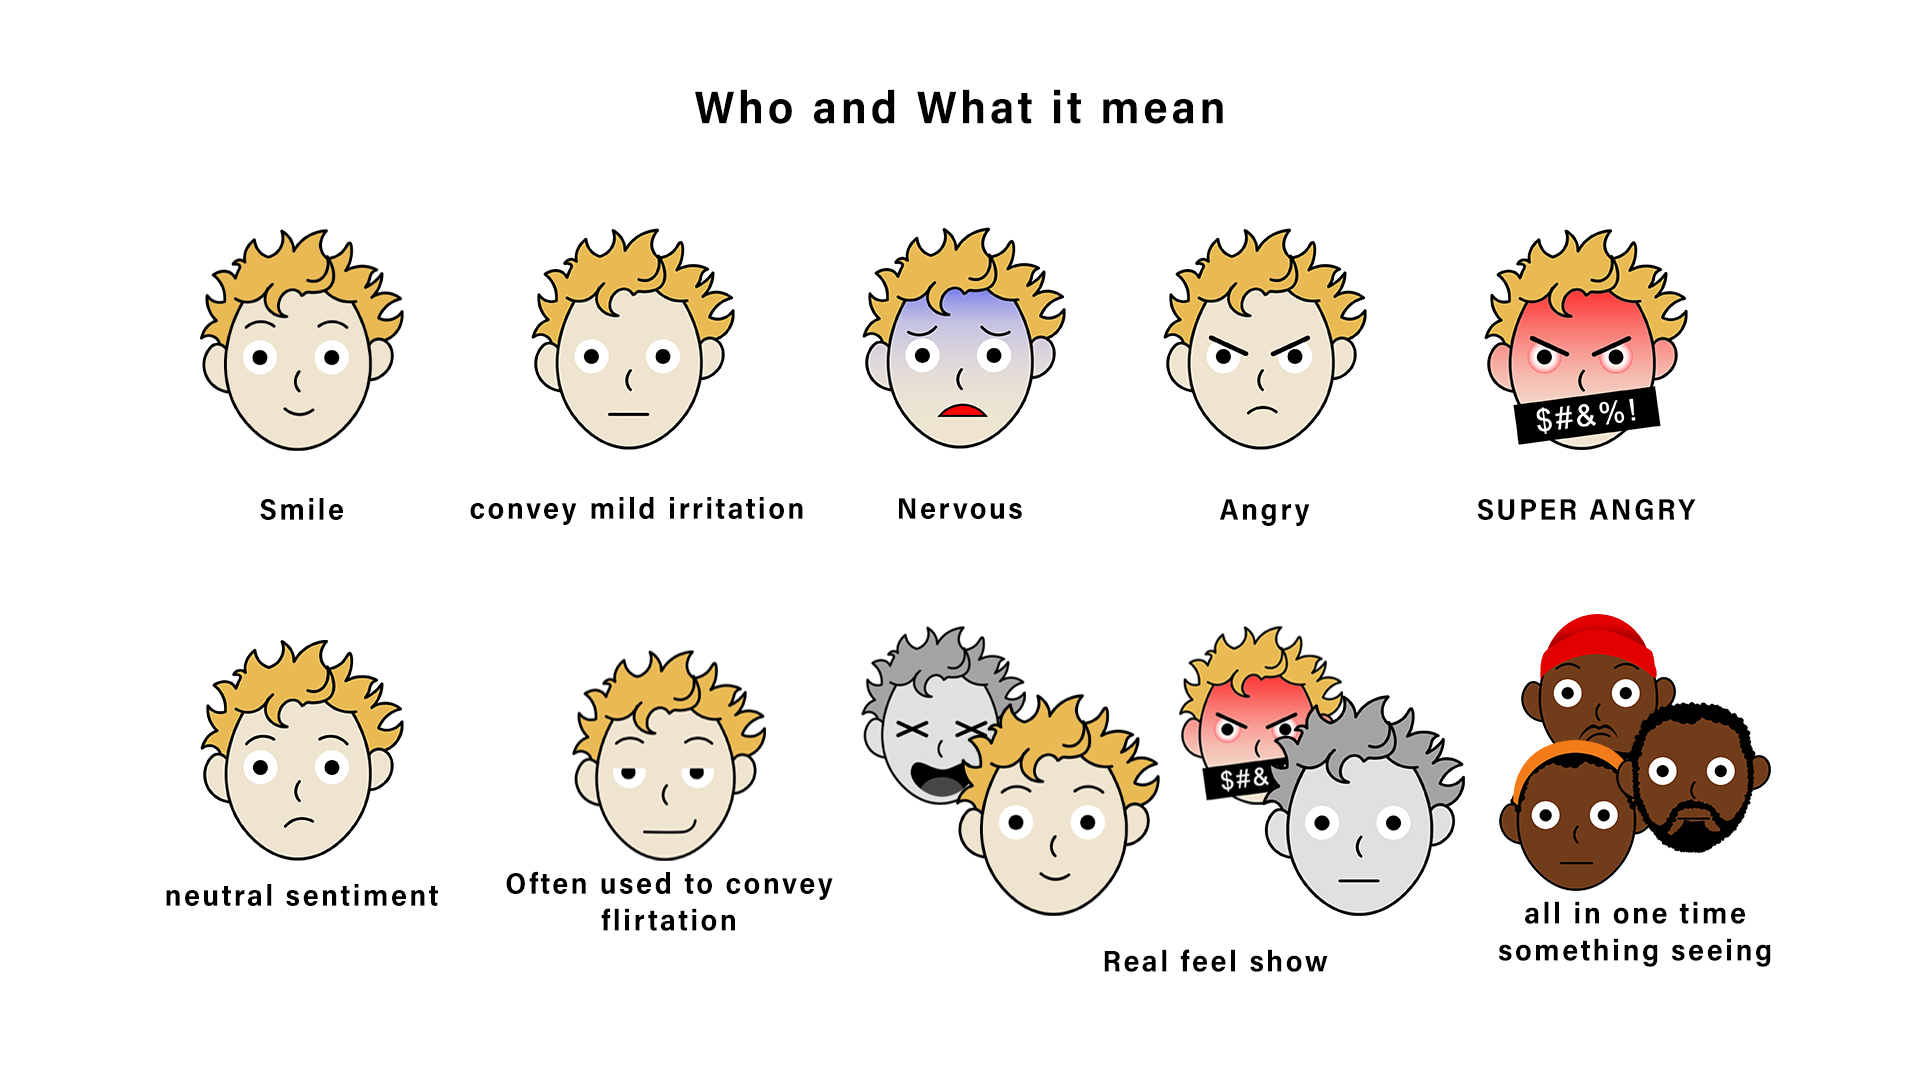 Who and What it mean
$#&%!
Smile
convey mild irritation
Nervous
Angry
SUPER ANGRY
$#&
neutral sentiment
Often used to convey
flirtation
Real feel show
all in one time
something seeing